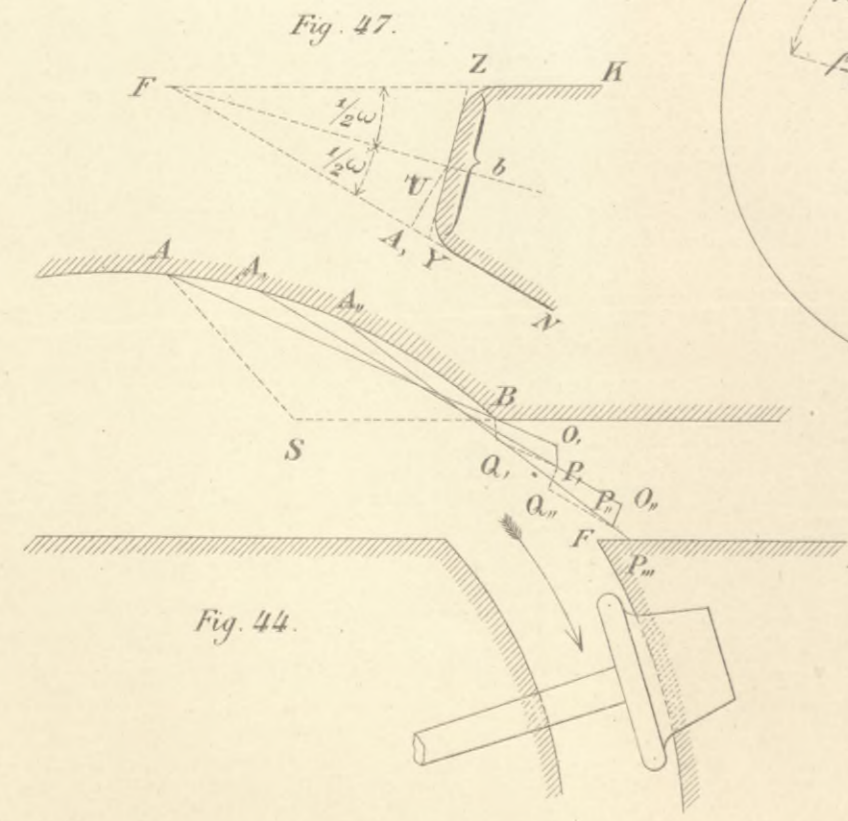 Fig. 47.
F
Z
K
½ω
½ω
b
U
A,
Y
N
A
A,
A,,
B
S
O,
Q,
P,
Q,,
P,,
O,,
F
P,,,
Fig. 44.